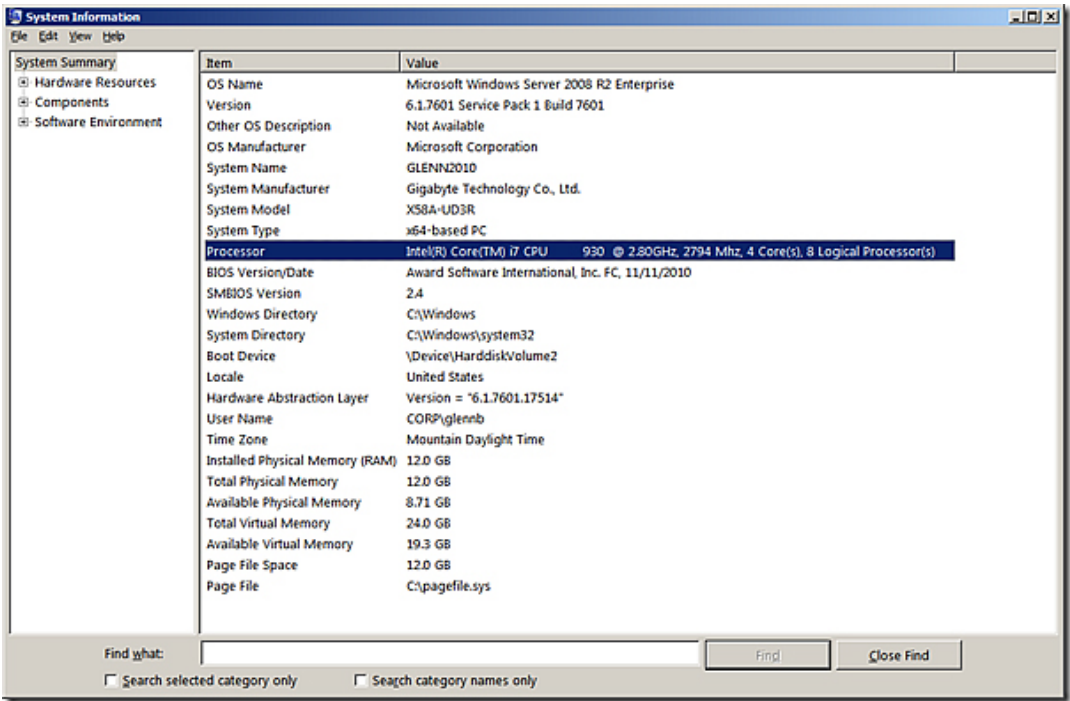 System Information
File Edit View Help
System Summary
Hardware Resources
Components
Software Environment
Item Value
OS Name Microsoft Windows Server 2008 R2 Enterprise
Version 6.1.7601 Service Pack 1 Build 7601
Other OS Description Not Available
OS Manufacturer Microsoft Corporation
System Name GLENN2010
System Manufacturer Gigabyte Technology Co., Ltd.
System Model X58A-UD3R
System Type x64-based PC
Processor Intel(R) Core(TM) i7 CPU 930 @ 2.80GHz, 2794 Mhz, 4 Core(s), 8 Logical Processor(s)
BIOS Version/Date Award Software International, Inc. FC, 11/11/2010
SMBIOS Version 2.4
Windows Directory C:\Windows
System Directory C:\Windows\system32
Boot Device \Device\HarddiskVolume2
Locale United States
Hardware Abstraction Layer Version = "6.1.7601.17514"
User Name CORP\glennb
Time Zone Mountain Daylight Time
Installed Physical Memory (RAM) 12.0 GB
Total Physical Memory 12.0 GB
Available Physical Memory 8.71 GB
Total Virtual Memory 24.0 GB
Available Virtual Memory 19.3 GB
Page File Space 12.0 GB
Page File C:\pagefile.sys
Find what: Find Close Find
Search selected category only Search category names only